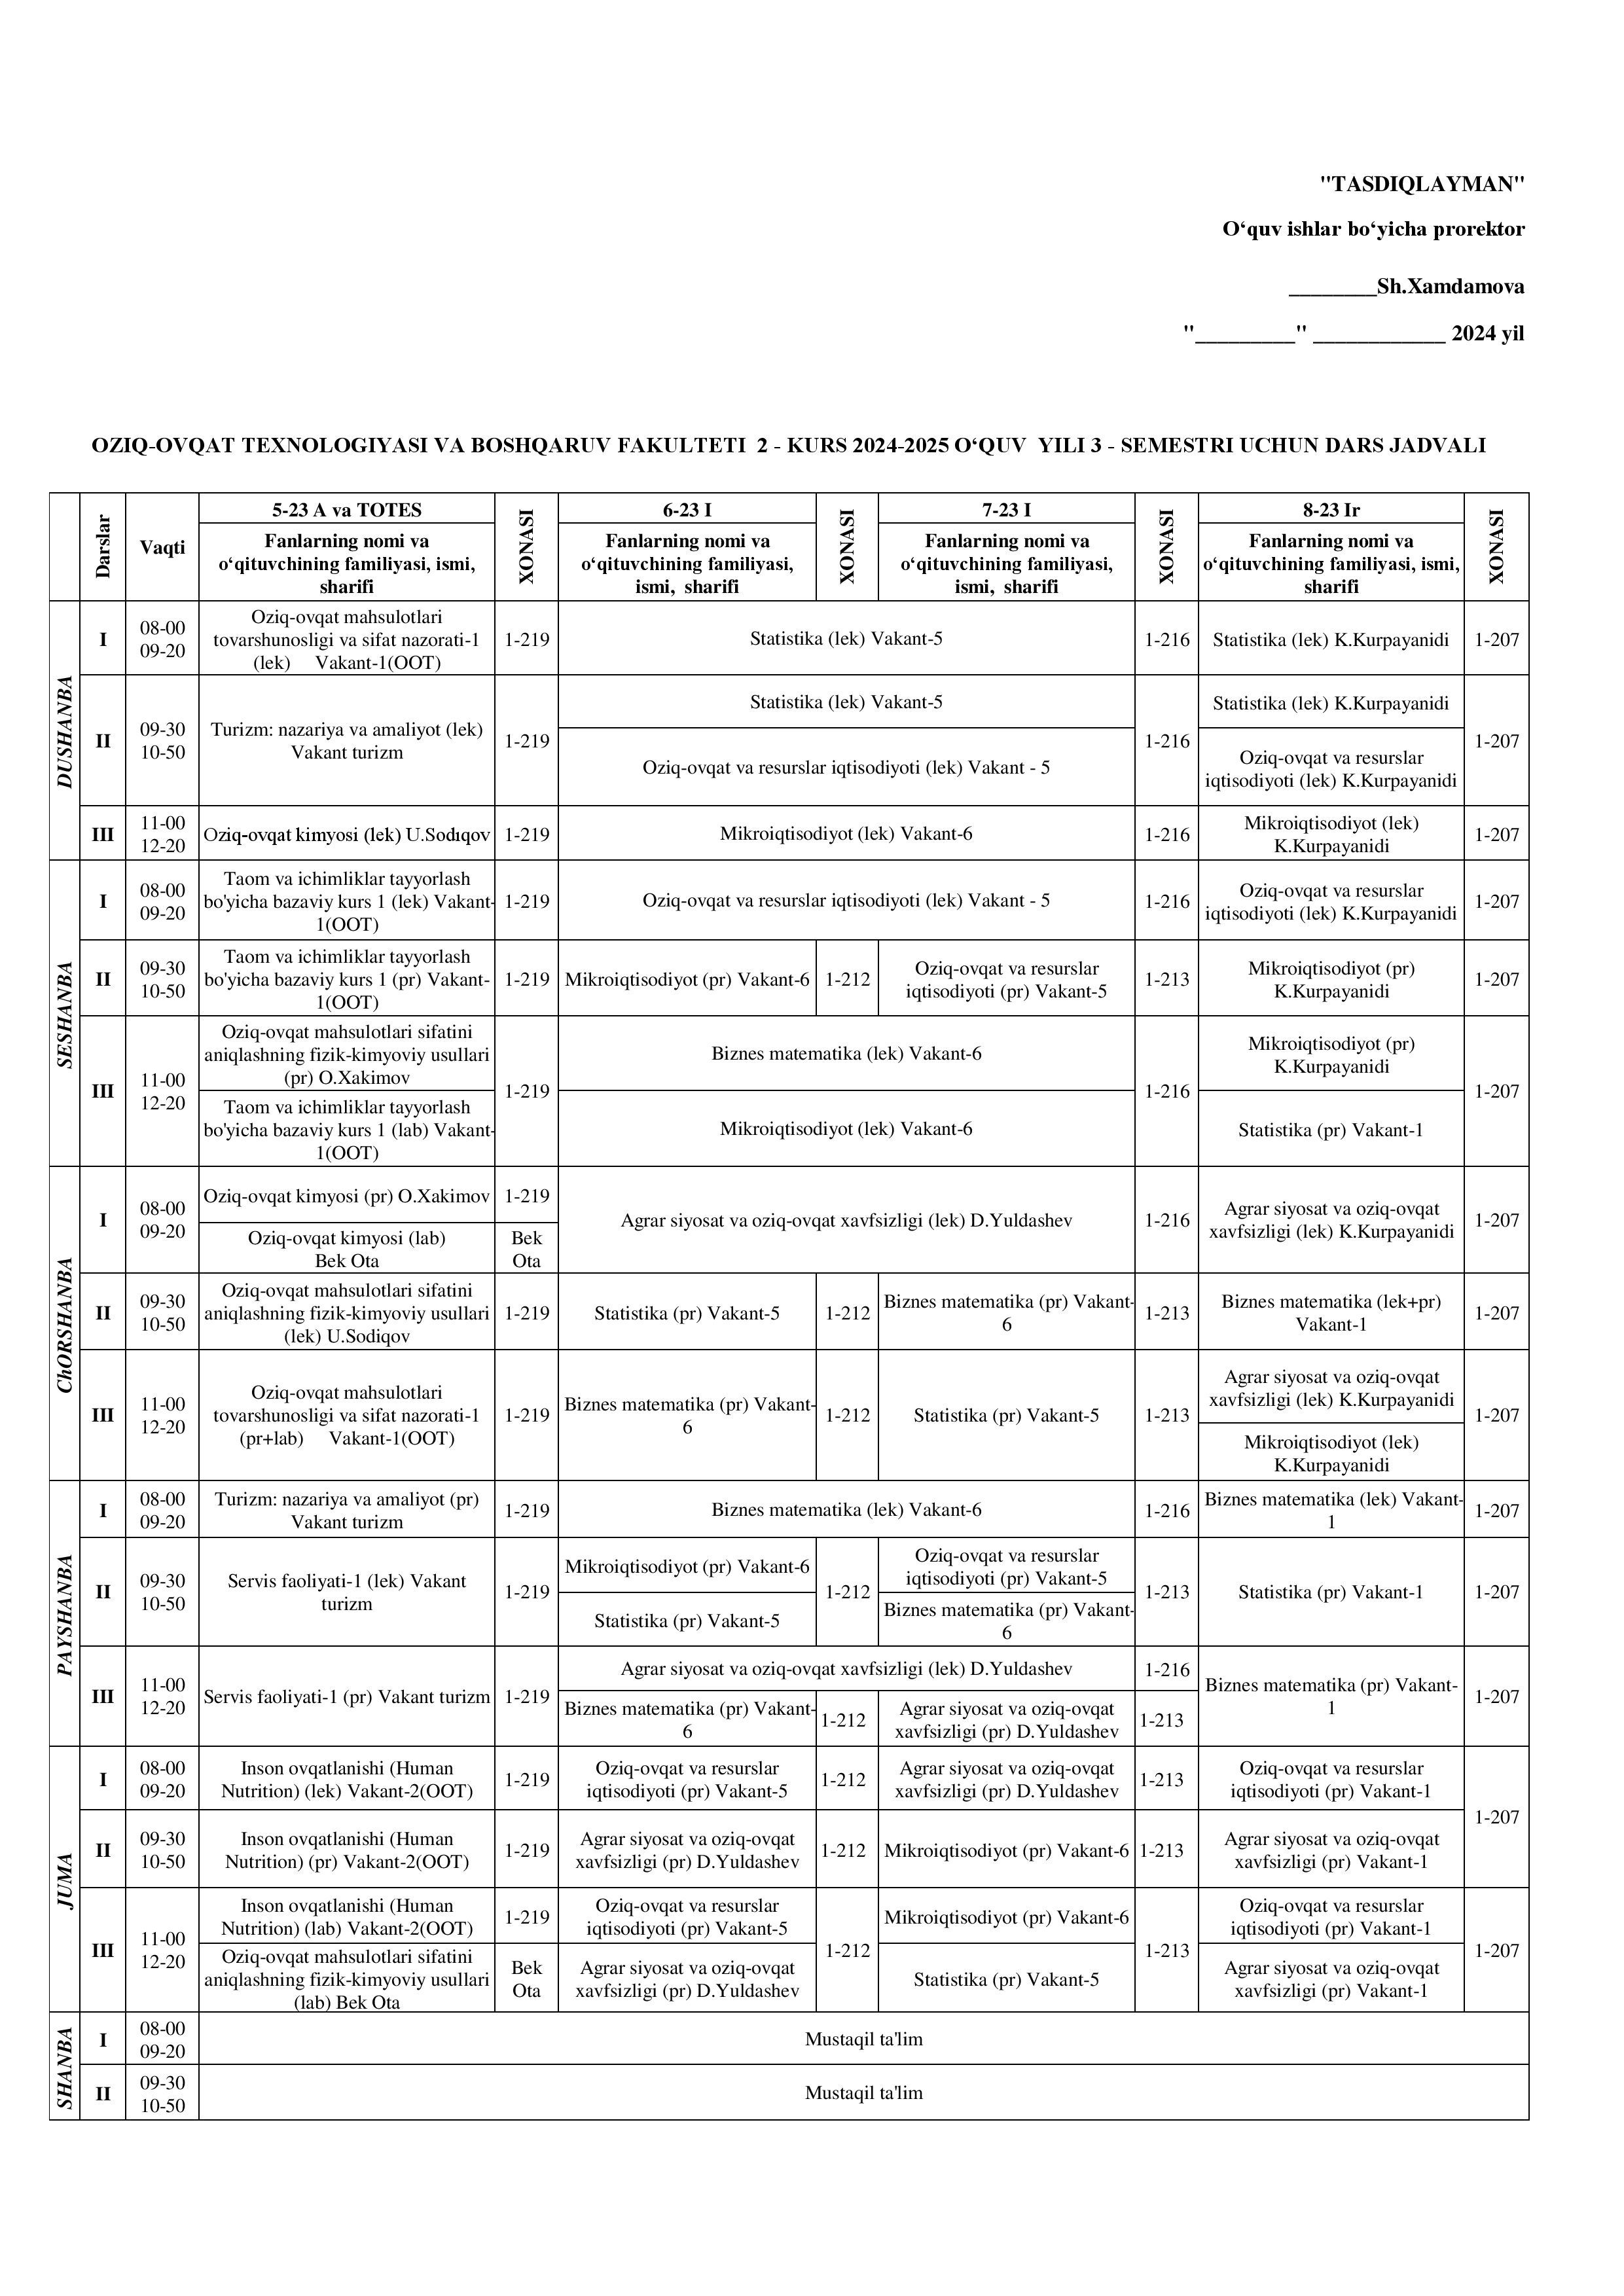 "TASDIQLAYMAN"
O‘quv ishlar bo‘yicha prorektor
________Sh.Xamdamova
"_________" ____________ 2024 yil
OZIQ-OVQAT TEXNOLOGIYASI VA BOSHQARUV FAKULTETI 2 - KURS 2024-2025 O‘QUV YILI 3 - SEMESTRI UCHUN DARS JADVALI
Darslar
Vaqti
5-23 A va TOTES
Fanlarning nomi va
o‘qituvchining familiyasi, ismi,
sharifi
XONASI
6-23 I
Fanlarning nomi va
o‘qituvchining familiyasi,
ismi, sharifi
XONASI
7-23 I
Fanlarning nomi va
o‘qituvchining familiyasi,
ismi, sharifi
XONASI
8-23 Ir
Fanlarning nomi va
o‘qituvchining familiyasi, ismi,
sharifi
XONASI
DUSHANBA
I
08-00
09-20
Oziq-ovqat mahsulotlari
tovarshunosligi va sifat nazorati-1
(lek) Vakant-1(OOT)
1-219
Statistika (lek) Vakant-5
1-216
Statistika (lek) K.Kurpayanidi
1-207
II
09-30
10-50
Turizm: nazariya va amaliyot (lek)
Vakant turizm
1-219
Statistika (lek) Vakant-5
Oziq-ovqat va resurslar iqtisodiyoti (lek) Vakant - 5
1-216
Statistika (lek) K.Kurpayanidi
Oziq-ovqat va resurslar
iqtisodiyoti (lek) K.Kurpayanidi
1-207
III
11-00
12-20
Oziq-ovqat kimyosi (lek) U.Sodıqov
1-219
Mikroiqtisodiyot (lek) Vakant-6
1-216
Mikroiqtisodiyot (lek)
K.Kurpayanidi
1-207
SESHANBA
I
08-00
09-20
Taom va ichimliklar tayyorlash
bo'yicha bazaviy kurs 1 (lek) Vakant-
1(OOT)
1-219
Oziq-ovqat va resurslar iqtisodiyoti (lek) Vakant - 5
1-216
Oziq-ovqat va resurslar
iqtisodiyoti (lek) K.Kurpayanidi
1-207
II
09-30
10-50
Taom va ichimliklar tayyorlash
bo'yicha bazaviy kurs 1 (pr) Vakant-
1(OOT)
1-219
Mikroiqtisodiyot (pr) Vakant-6
1-212
Oziq-ovqat va resurslar
iqtisodiyoti (pr) Vakant-5
1-213
Mikroiqtisodiyot (pr)
K.Kurpayanidi
1-207
III
11-00
12-20
Oziq-ovqat mahsulotlari sifatini
aniqlashning fizik-kimyoviy usullari
(pr) O.Xakimov
Taom va ichimliklar tayyorlash
bo'yicha bazaviy kurs 1 (lab) Vakant-
1(OOT)
1-219
Biznes matematika (lek) Vakant-6
Mikroiqtisodiyot (lek) Vakant-6
1-216
Mikroiqtisodiyot (pr)
K.Kurpayanidi
Statistika (pr) Vakant-1
1-207
ChORSHANBA
I
08-00
09-20
Oziq-ovqat kimyosi (pr) O.Xakimov
1-219
Oziq-ovqat kimyosi (lab)
Bek Ota
Bek
Ota
Agrar siyosat va oziq-ovqat xavfsizligi (lek) D.Yuldashev
1-216
Agrar siyosat va oziq-ovqat
xavfsizligi (lek) K.Kurpayanidi
1-207
II
09-30
10-50
Oziq-ovqat mahsulotlari sifatini
aniqlashning fizik-kimyoviy usullari
(lek) U.Sodiqov
1-219
Statistika (pr) Vakant-5
1-212
Biznes matematika (pr) Vakant-
6
1-213
Biznes matematika (lek+pr)
Vakant-1
1-207
III
11-00
12-20
Oziq-ovqat mahsulotlari
tovarshunosligi va sifat nazorati-1
(pr+lab) Vakant-1(OOT)
1-219
Biznes matematika (pr) Vakant-
6
1-212
Statistika (pr) Vakant-5
1-213
Agrar siyosat va oziq-ovqat
xavfsizligi (lek) K.Kurpayanidi
Mikroiqtisodiyot (lek)
K.Kurpayanidi
1-207
PAYSHANBA
I
08-00
09-20
Turizm: nazariya va amaliyot (pr)
Vakant turizm
1-219
Biznes matematika (lek) Vakant-6
1-216
Biznes matematika (lek) Vakant-
1
1-207
II
09-30
10-50
Servis faoliyati-1 (lek) Vakant
turizm
1-219
Mikroiqtisodiyot (pr) Vakant-6
Statistika (pr) Vakant-5
1-212
Oziq-ovqat va resurslar
iqtisodiyoti (pr) Vakant-5
Biznes matematika (pr) Vakant-
6
1-213
Statistika (pr) Vakant-1
1-207
III
11-00
12-20
Servis faoliyati-1 (pr) Vakant turizm
1-219
Agrar siyosat va oziq-ovqat xavfsizligi (lek) D.Yuldashev
1-216
Biznes matematika (pr) Vakant-
6
1-212
Agrar siyosat va oziq-ovqat
xavfsizligi (pr) D.Yuldashev
1-213
Biznes matematika (pr) Vakant-
1
1-207
JUMA
I
08-00
09-20
Inson ovqatlanishi (Human
Nutrition) (lek) Vakant-2(OOT)
1-219
Oziq-ovqat va resurslar
iqtisodiyoti (pr) Vakant-5
1-212
Agrar siyosat va oziq-ovqat
xavfsizligi (pr) D.Yuldashev
1-213
Oziq-ovqat va resurslar
iqtisodiyoti (pr) Vakant-1
1-207
II
09-30
10-50
Inson ovqatlanishi (Human
Nutrition) (pr) Vakant-2(OOT)
1-219
Agrar siyosat va oziq-ovqat
xavfsizligi (pr) D.Yuldashev
1-212
Mikroiqtisodiyot (pr) Vakant-6
1-213
Agrar siyosat va oziq-ovqat
xavfsizligi (pr) Vakant-1
III
11-00
12-20
Inson ovqatlanishi (Human
Nutrition) (lab) Vakant-2(OOT)
1-219
Oziq-ovqat mahsulotlari sifatini
aniqlashning fizik-kimyoviy usullari
(lab) Bek Ota
Bek
Ota
Oziq-ovqat va resurslar
iqtisodiyoti (pr) Vakant-5
Agrar siyosat va oziq-ovqat
xavfsizligi (pr) D.Yuldashev
1-212
Mikroiqtisodiyot (pr) Vakant-6
Statistika (pr) Vakant-5
1-213
Oziq-ovqat va resurslar
iqtisodiyoti (pr) Vakant-1
Agrar siyosat va oziq-ovqat
xavfsizligi (pr) Vakant-1
1-207
SHANBA
I
08-00
09-20
Mustaqil ta'lim
II
09-30
10-50
Mustaqil ta'lim